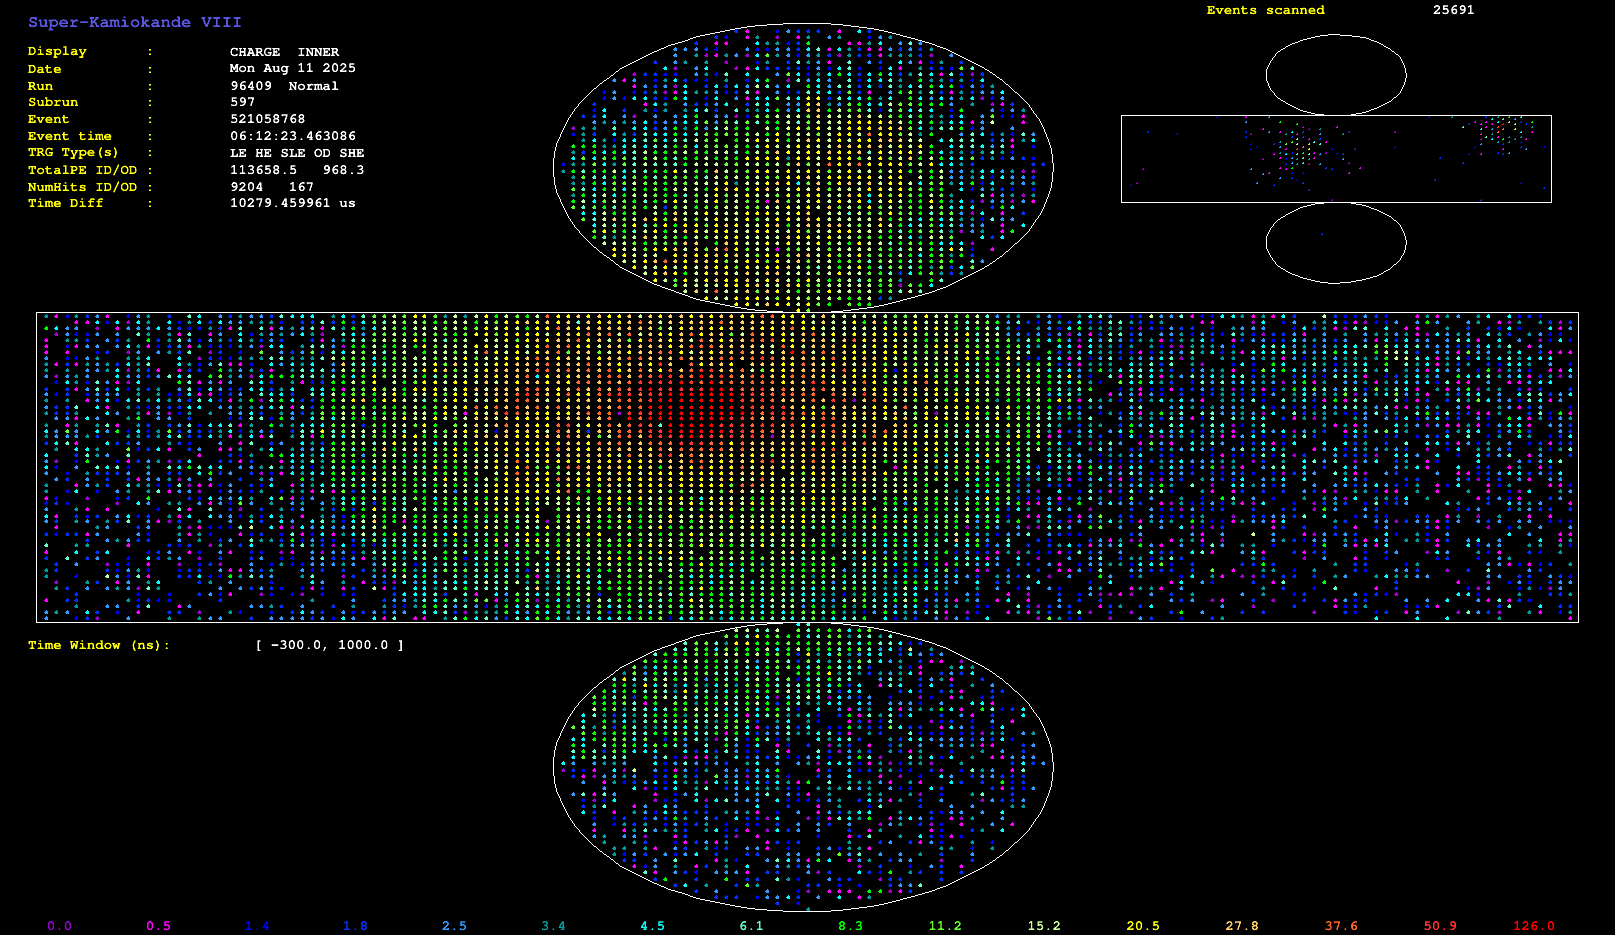 Super-Kamiokande VIII
Events scanned 25691
Display : CHARGE INNER
Date : Mon Aug 11 2025
Run : 96409 Normal
Subrun : 597
Event : 521058768
Event time : 06:12:23.463086
TRG Type(s) : LE HE SLE OD SHE
TotalPE ID/OD : 113658.5 968.3
NumHits ID/OD : 9204 167
Time Diff : 10279.459961 us
Time Window (ns): [ -300.0, 1000.0 ]
0.0 0.5 1.4 1.8 2.5 3.4 4.5 6.1 8.3 11.2 15.2 20.5 27.8 37.6 50.9 126.0